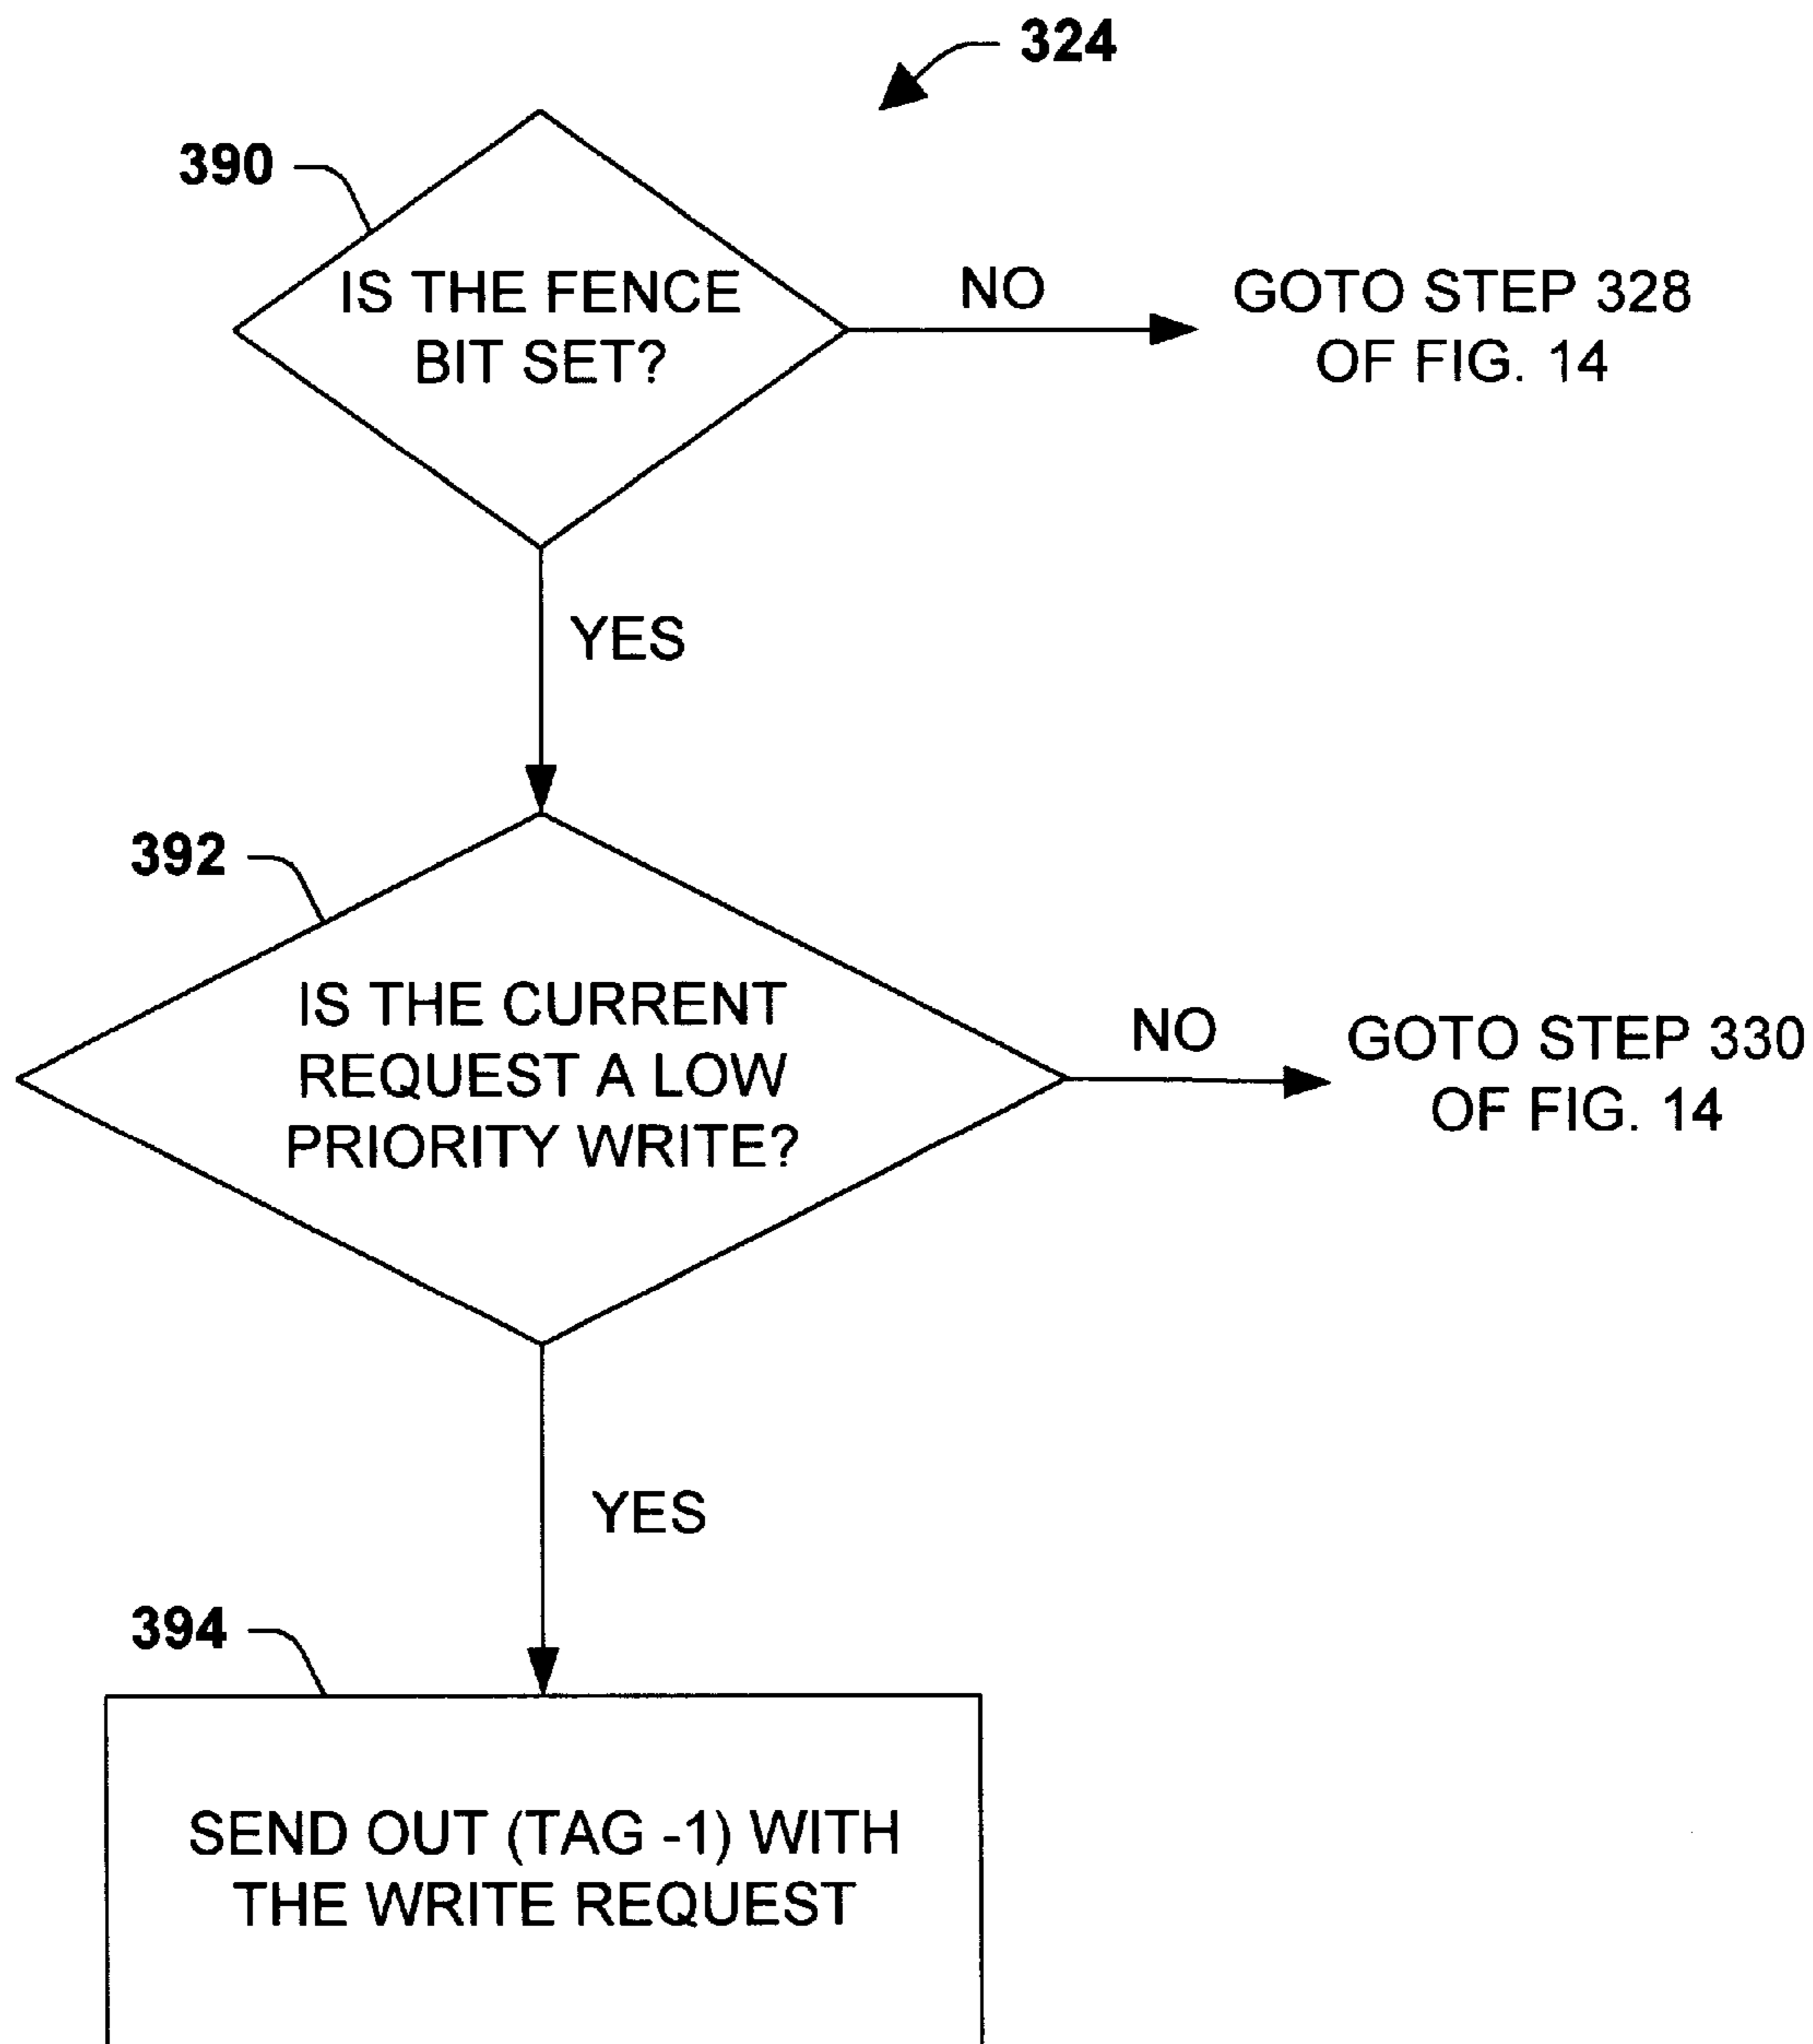 324
390
IS THE FENCE
BIT SET?
NO
GOTO STEP 328
OF FIG. 14
YES
392
IS THE CURRENT
REQUEST A LOW
PRIORITY WRITE?
NO
GOTO STEP 330
OF FIG. 14
YES
394
SEND OUT (TAG -1) WITH
THE WRITE REQUEST